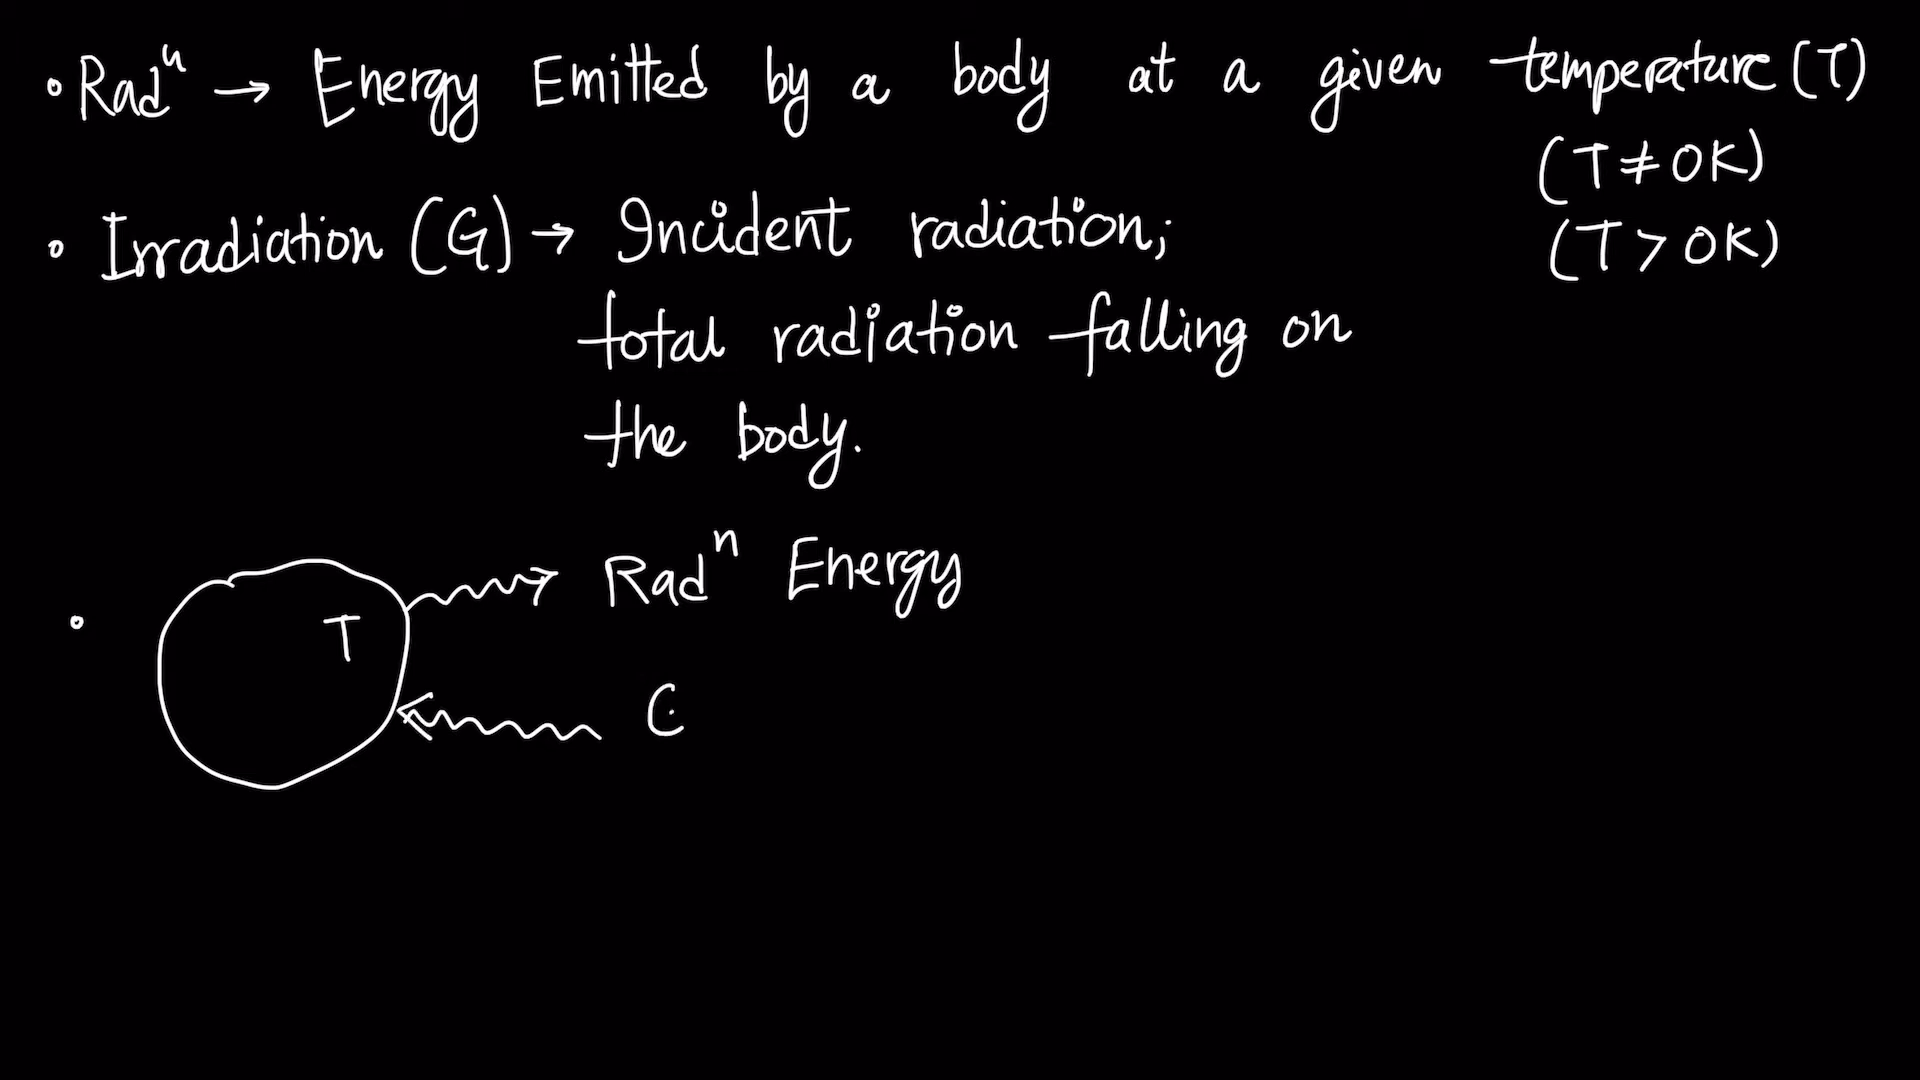 • Radⁿ → Energy Emitted by a body at a given temperature (T)
(T ≠ 0K)
(T > 0K)
• Irradiation (G) → Incident radiation;
total radiation falling on
the body.
• T
Radⁿ Energy
C